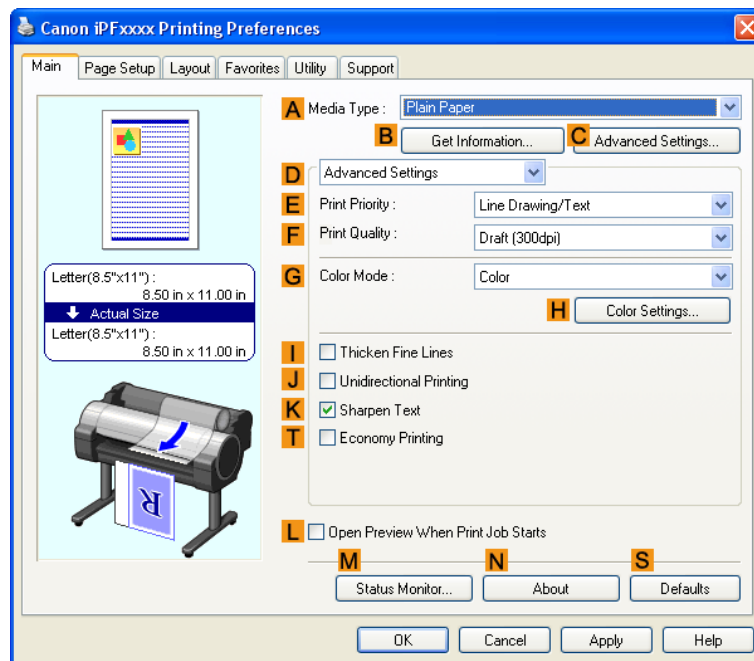 Canon iPFxxxx Printing Preferences
Main Page Setup Layout Favorites Utility Support
A Media Type : Plain Paper
B Get Information... C Advanced Settings...
D Advanced Settings
E Print Priority : Line Drawing/Text
F Print Quality : Draft (300dpi)
G Color Mode : Color
H Color Settings...
Letter(8.5"x11") :
8.50 in x 11.00 in
Actual Size
Letter(8.5"x11") :
8.50 in x 11.00 in
R
I Thicken Fine Lines
J Unidirectional Printing
K Sharpen Text
T Economy Printing
L Open Preview When Print Job Starts
M N S
Status Monitor... About Defaults
OK Cancel Apply Help